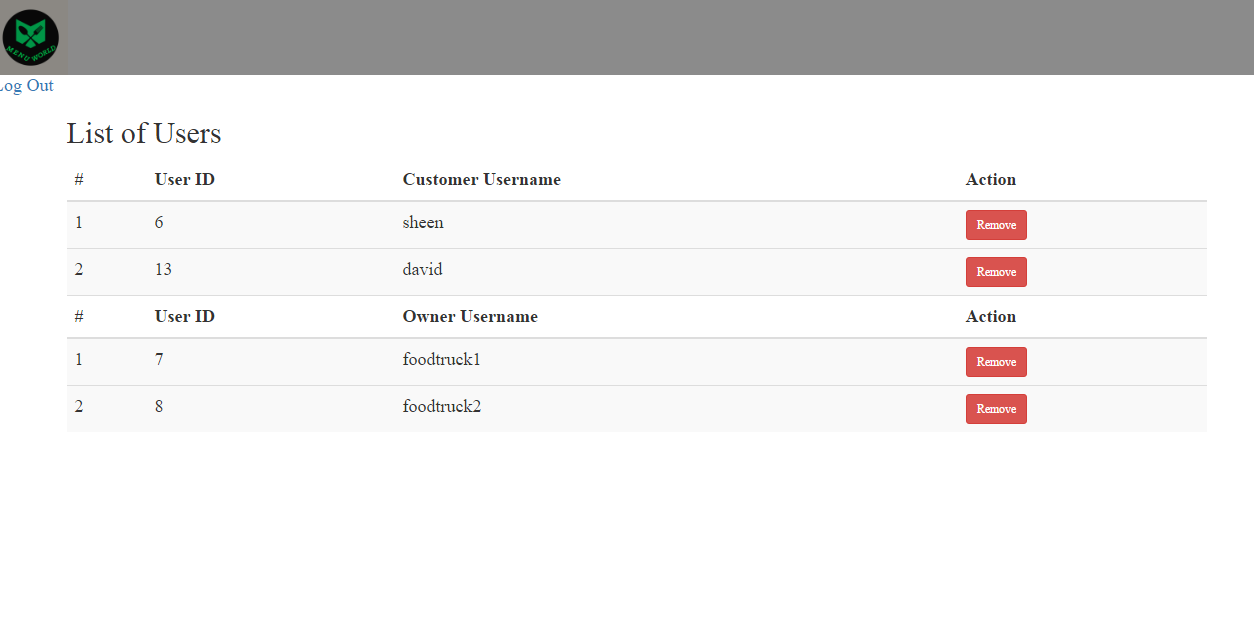 MENU WORLD
Log Out
List of Users
# User ID Customer Username Action
1 6 sheen Remove
2 13 david Remove
# User ID Owner Username Action
1 7 foodtruck1 Remove
2 8 foodtruck2 Remove